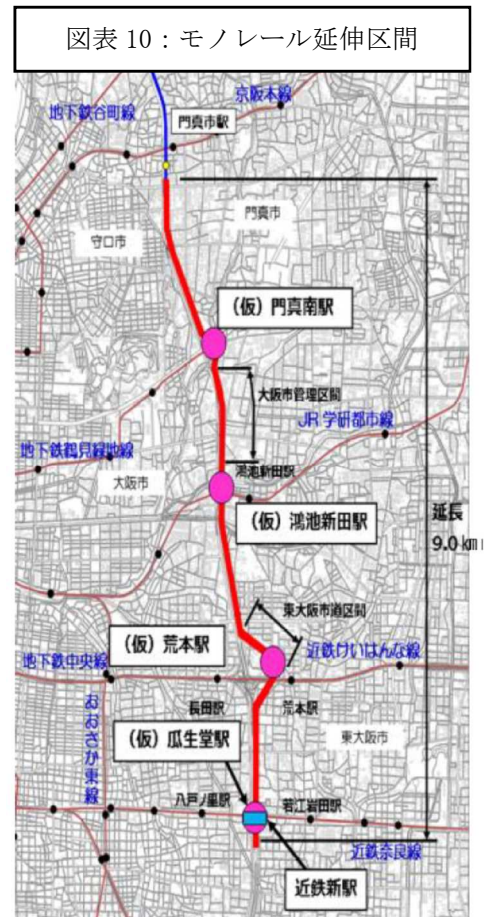 図表 10：モノレール延伸区間
京阪本線
地下鉄谷町線
門真市駅
門真市
守口市
（仮）門真南駅
大阪市管理区間
JR 学研都市線
地下鉄鶴見緑地線
鴻池新田駅
大阪市
（仮）鴻池新田駅
延長
9.0 km
東大阪市道区間
（仮）荒本駅
近鉄けいはんな線
地下鉄中央線
長田駅
荒本駅
おおさか東線
（仮）瓜生堂駅
東大阪市
八戸ノ里駅
若江岩田駅
近鉄奈良線
近鉄新駅